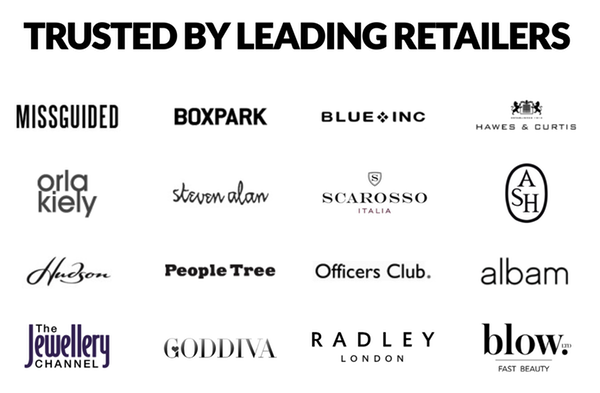 TRUSTED BY LEADING RETAILERS
MISSGUIDED
BOXPARK
BLUE INC
HAWES & CURTIS
orla
kiely
steven alan
S
SCAROSSO
ITALIA
ASH
Hudson
People Tree
Officers Club.
albam
The
Jewellery
CHANNEL
GODDIVA
RADLEY
LONDON
blow.LTD
FAST BEAUTY